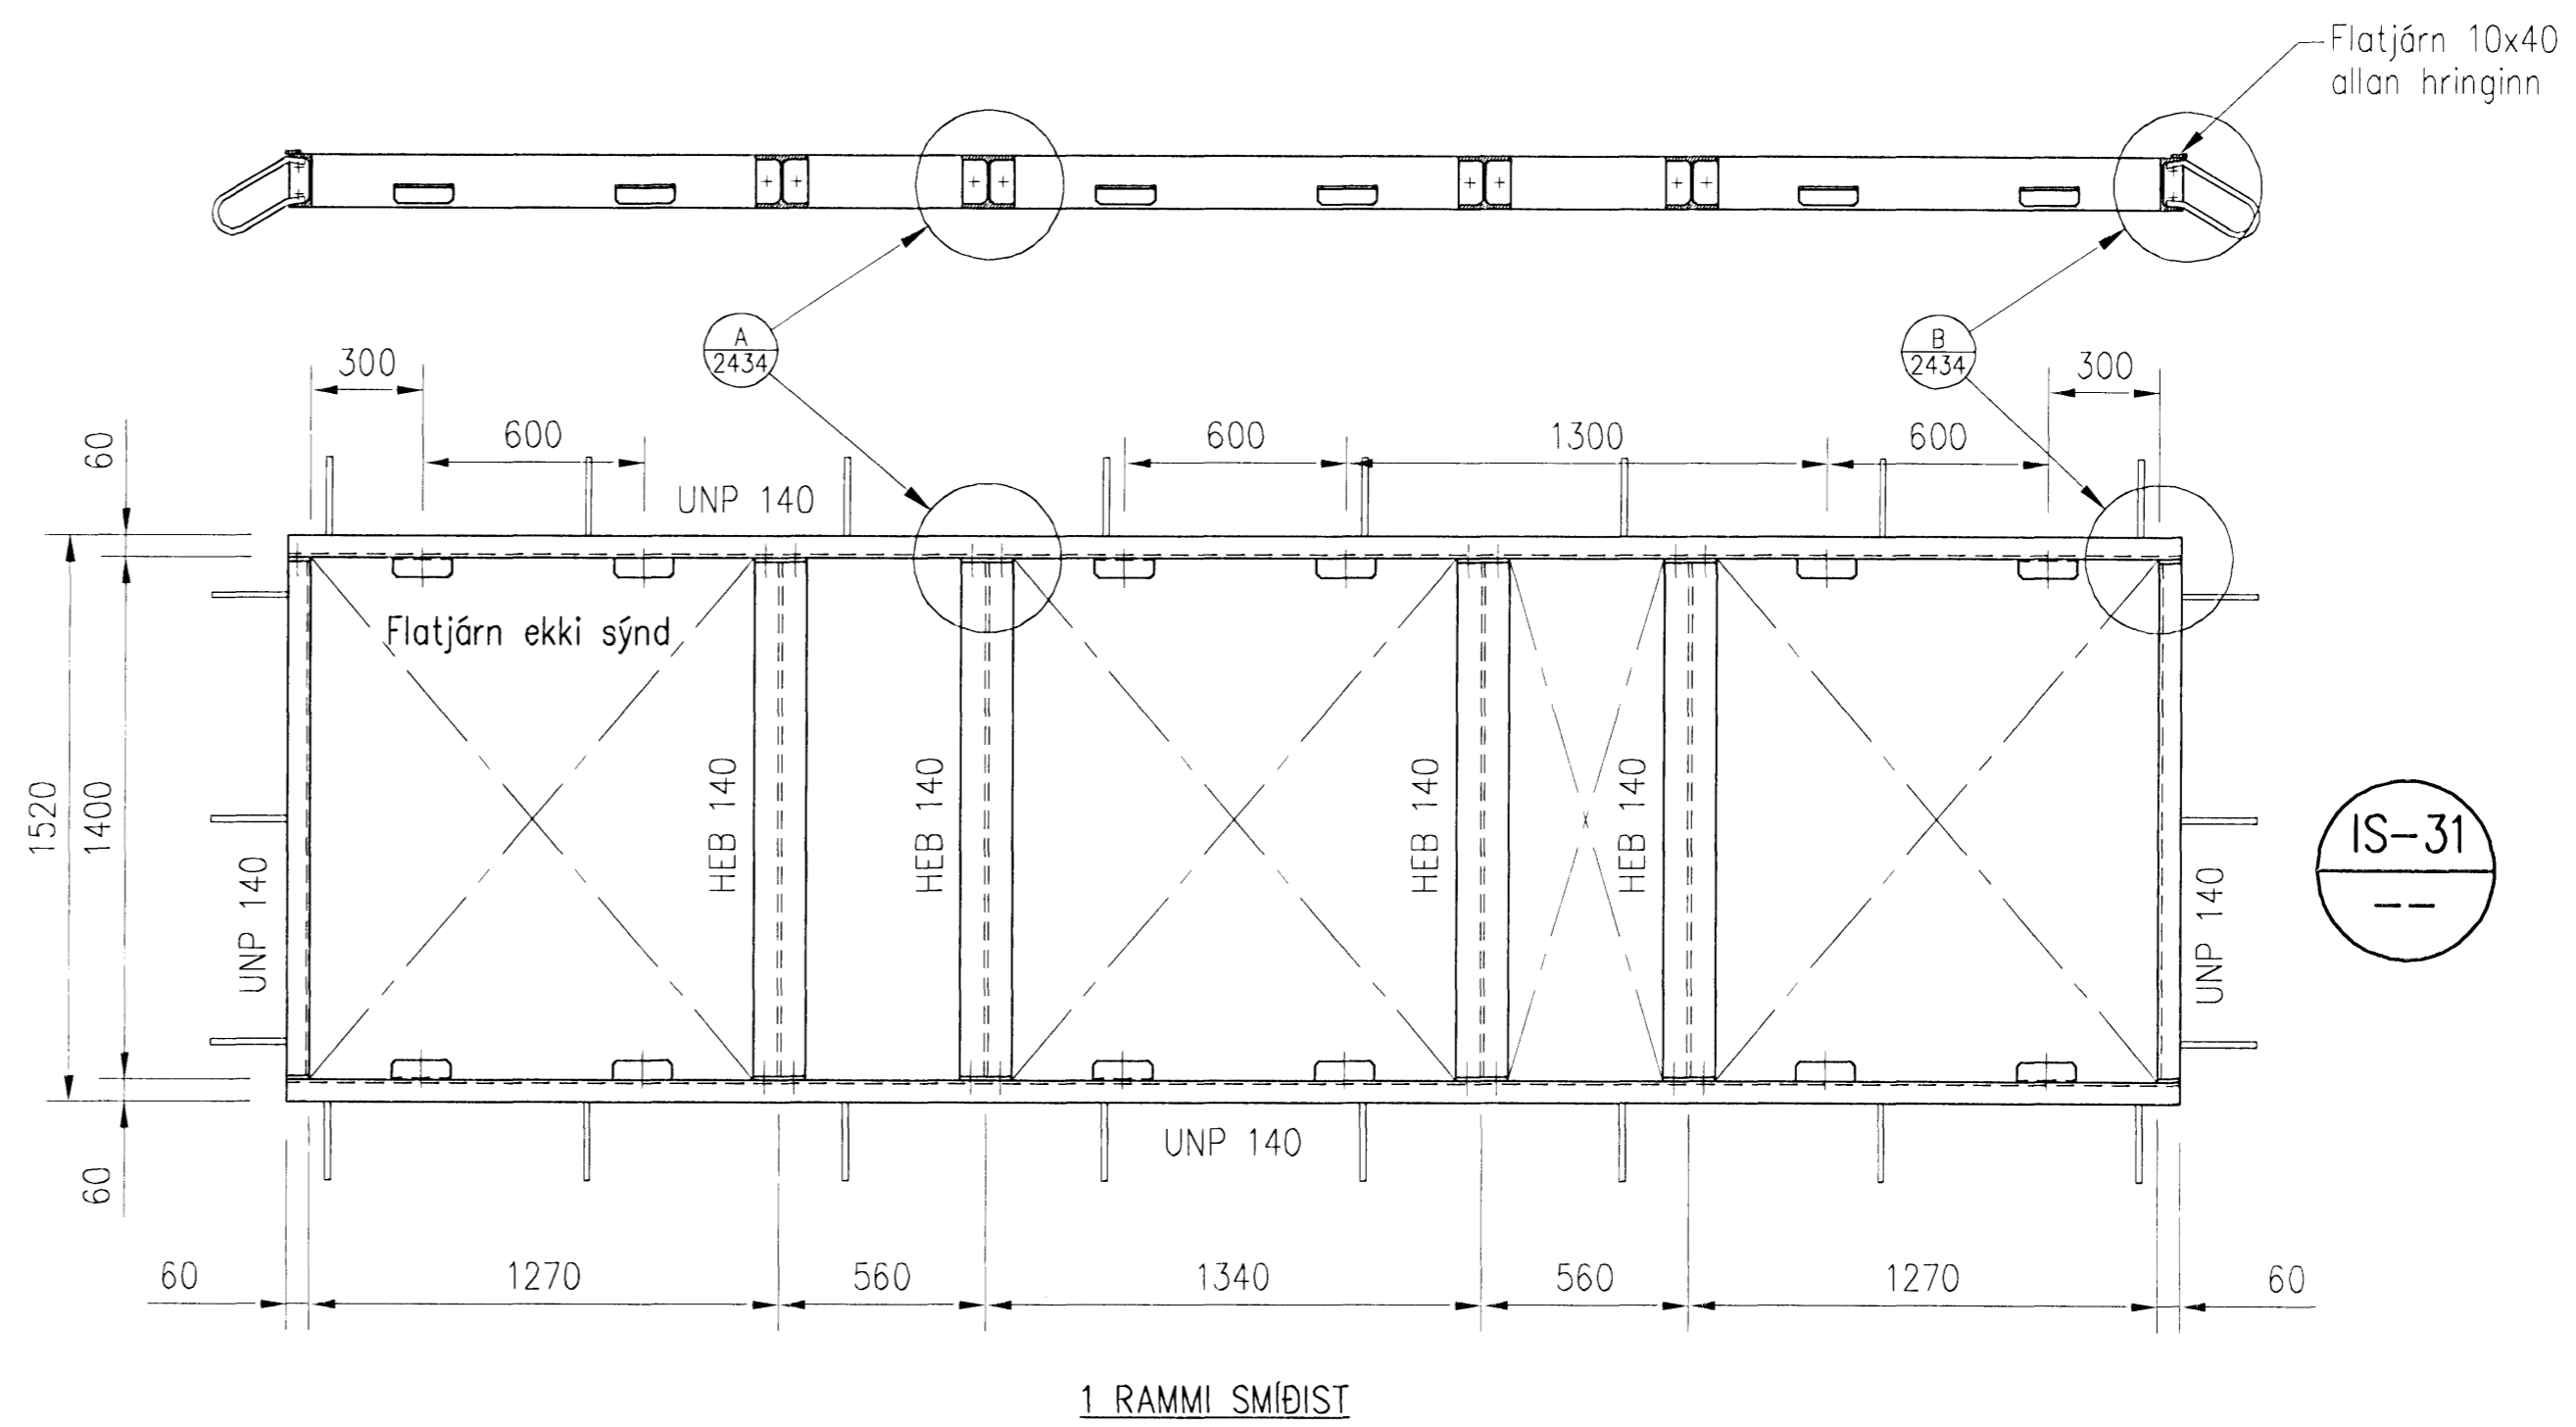 Flatjárn 10x40
allan hringinn
A
2434
B
2434
300
300
60
600
600
1300
600
UNP 140
Flatjárn ekki sýnd
1520
1400
UNP 140
HEB 140
HEB 140
HEB 140
HEB 140
UNP 140
IS-31
--
UNP 140
60
60
1270
560
1340
560
1270
60
1 RAMMI SMÍÐIST